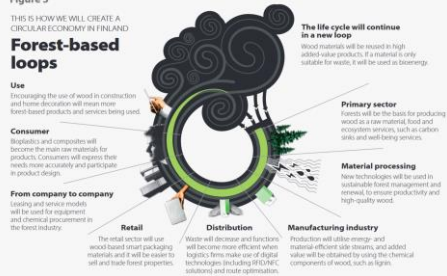 Figure 3
THIS IS HOW WE WILL CREATE A
CIRCULAR ECONOMY IN FINLAND
Forest-based
loops
Use
Encouraging the use of wood in construction
and home decoration will mean more
forest-based products and services being used.
Consumer
Bioplastics and composites will
become the main raw materials for
products. Consumers will express their
needs more accurately and participate
in product design.
From company to company
Leasing and service models
will be used for equipment
and chemical procurement in
the forest industry.
Retail
The retail sector will use
wood-based smart packaging
materials and it will be easier to
sell and trade forest properties.
Distribution
Waste will decrease and functions
will become more efficient when
logistics firms make use of digital
technologies (including RFID/NFC
solutions) and route optimisation.
Manufacturing industry
Production will utilise energy- and
material-efficient side streams, and added
value will be obtained by using the chemical
components of wood, such as lignin.
Material processing
New technologies will be used in
sustainable forest management and
renewal, to ensure productivity and
high-quality wood.
Primary sector
Forests will be the basis for producing
wood as a raw material, food and
ecosystem services, such as carbon
sinks and well-being services.
The life cycle will continue
in a new loop
Wood materials will be reused in high
added-value products. If a material is only
suitable for waste, it will be used as bioenergy.